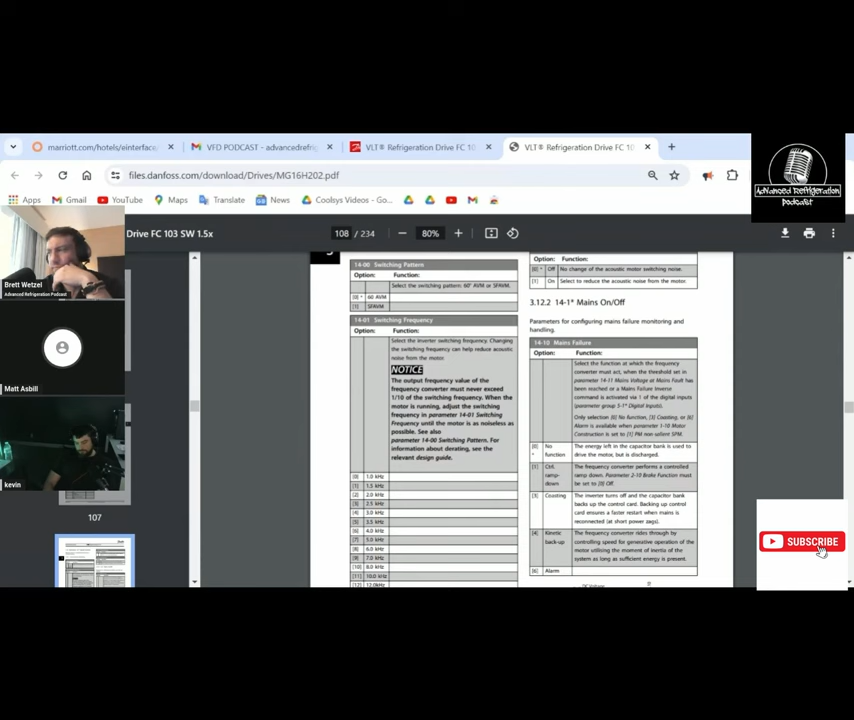 marriott.com/hotels/einterface/
VFD PODCAST - advancedrefrig
VLT® Refrigeration Drive FC 10
VLT® Refrigeration Drive FC 10
files.danfoss.com/download/Drives/MG16H202.pdf
Apps
Gmail
YouTube
Maps
Translate
News
Coolsys Videos - Go...
Advanced Refrigeration
Podcast
Brett Wetzel
Advanced Refrigeration Podcast
Matt Asbill
kevin
Drive FC 103 SW 1.5x
108 / 234
80%
107
14-00 Switching Pattern
Option: Function:
Select the switching pattern: 60° AVM or SFAVM.
[0] * 60 AVM
[1] SFAVM
14-01 Switching Frequency
Option: Function:
Select the inverter switching frequency. Changing
the switching frequency can help reduce acoustic
noise from the motor.
NOTICE
The output frequency value of the
frequency converter must never exceed
1/10 of the switching frequency. When the
motor is running, adjust the switching
frequency in parameter 14-01 Switching
Frequency until the motor is as noiseless as
possible. See also
parameter 14-00 Switching Pattern. For
information about derating, see the
relevant design guide.
[0] 1.0 kHz
[1] 1.5 kHz
[2] 2.0 kHz
[3] 2.5 kHz
[4] 3.0 kHz
[5] 3.5 kHz
[6] 4.0 kHz
[7] 5.0 kHz
[8] 6.0 kHz
[9] 7.0 kHz
[10] 8.0 kHz
[11] 10.0 kHz
[12] 12.0kHz
Option: Function:
[0] * Off No change of the acoustic motor switching noise.
[1] On Select to reduce the acoustic noise from the motor.
3.12.2 14-1* Mains On/Off
Parameters for configuring mains failure monitoring and
handling.
14-10 Mains Failure
Option: Function:
Select the function at which the frequency
converter must act, when the threshold set in
parameter 14-11 Mains Voltage at Mains Fault has
been reached or a Mains Failure Inverse
command is activated via 1 of the digital inputs
(parameter group 5-1* Digital Inputs).
Only selection [0] No function, [3] Coasting, or [6]
Alarm is available when parameter 1-10 Motor
Construction is set to [1] PM non salient SPM.
[0] * No function The energy left in the capacitor bank is used to
drive the motor, but is discharged.
[1] Ctrl. ramp-down The frequency converter performs a controlled
ramp down. Parameter 2-10 Brake Function must
be set to [0] Off.
[3] Coasting The inverter turns off and the capacitor bank
backs up the control card. Backing up control
card ensures a faster restart when mains is
reconnected (at short power zags).
[4] Kinetic back-up The frequency converter rides through by
controlling speed for generative operation of the
motor utilising the moment of inertia of the
system as long as sufficient energy is present.
[6] Alarm
DC Voltage
SUBSCRIBE